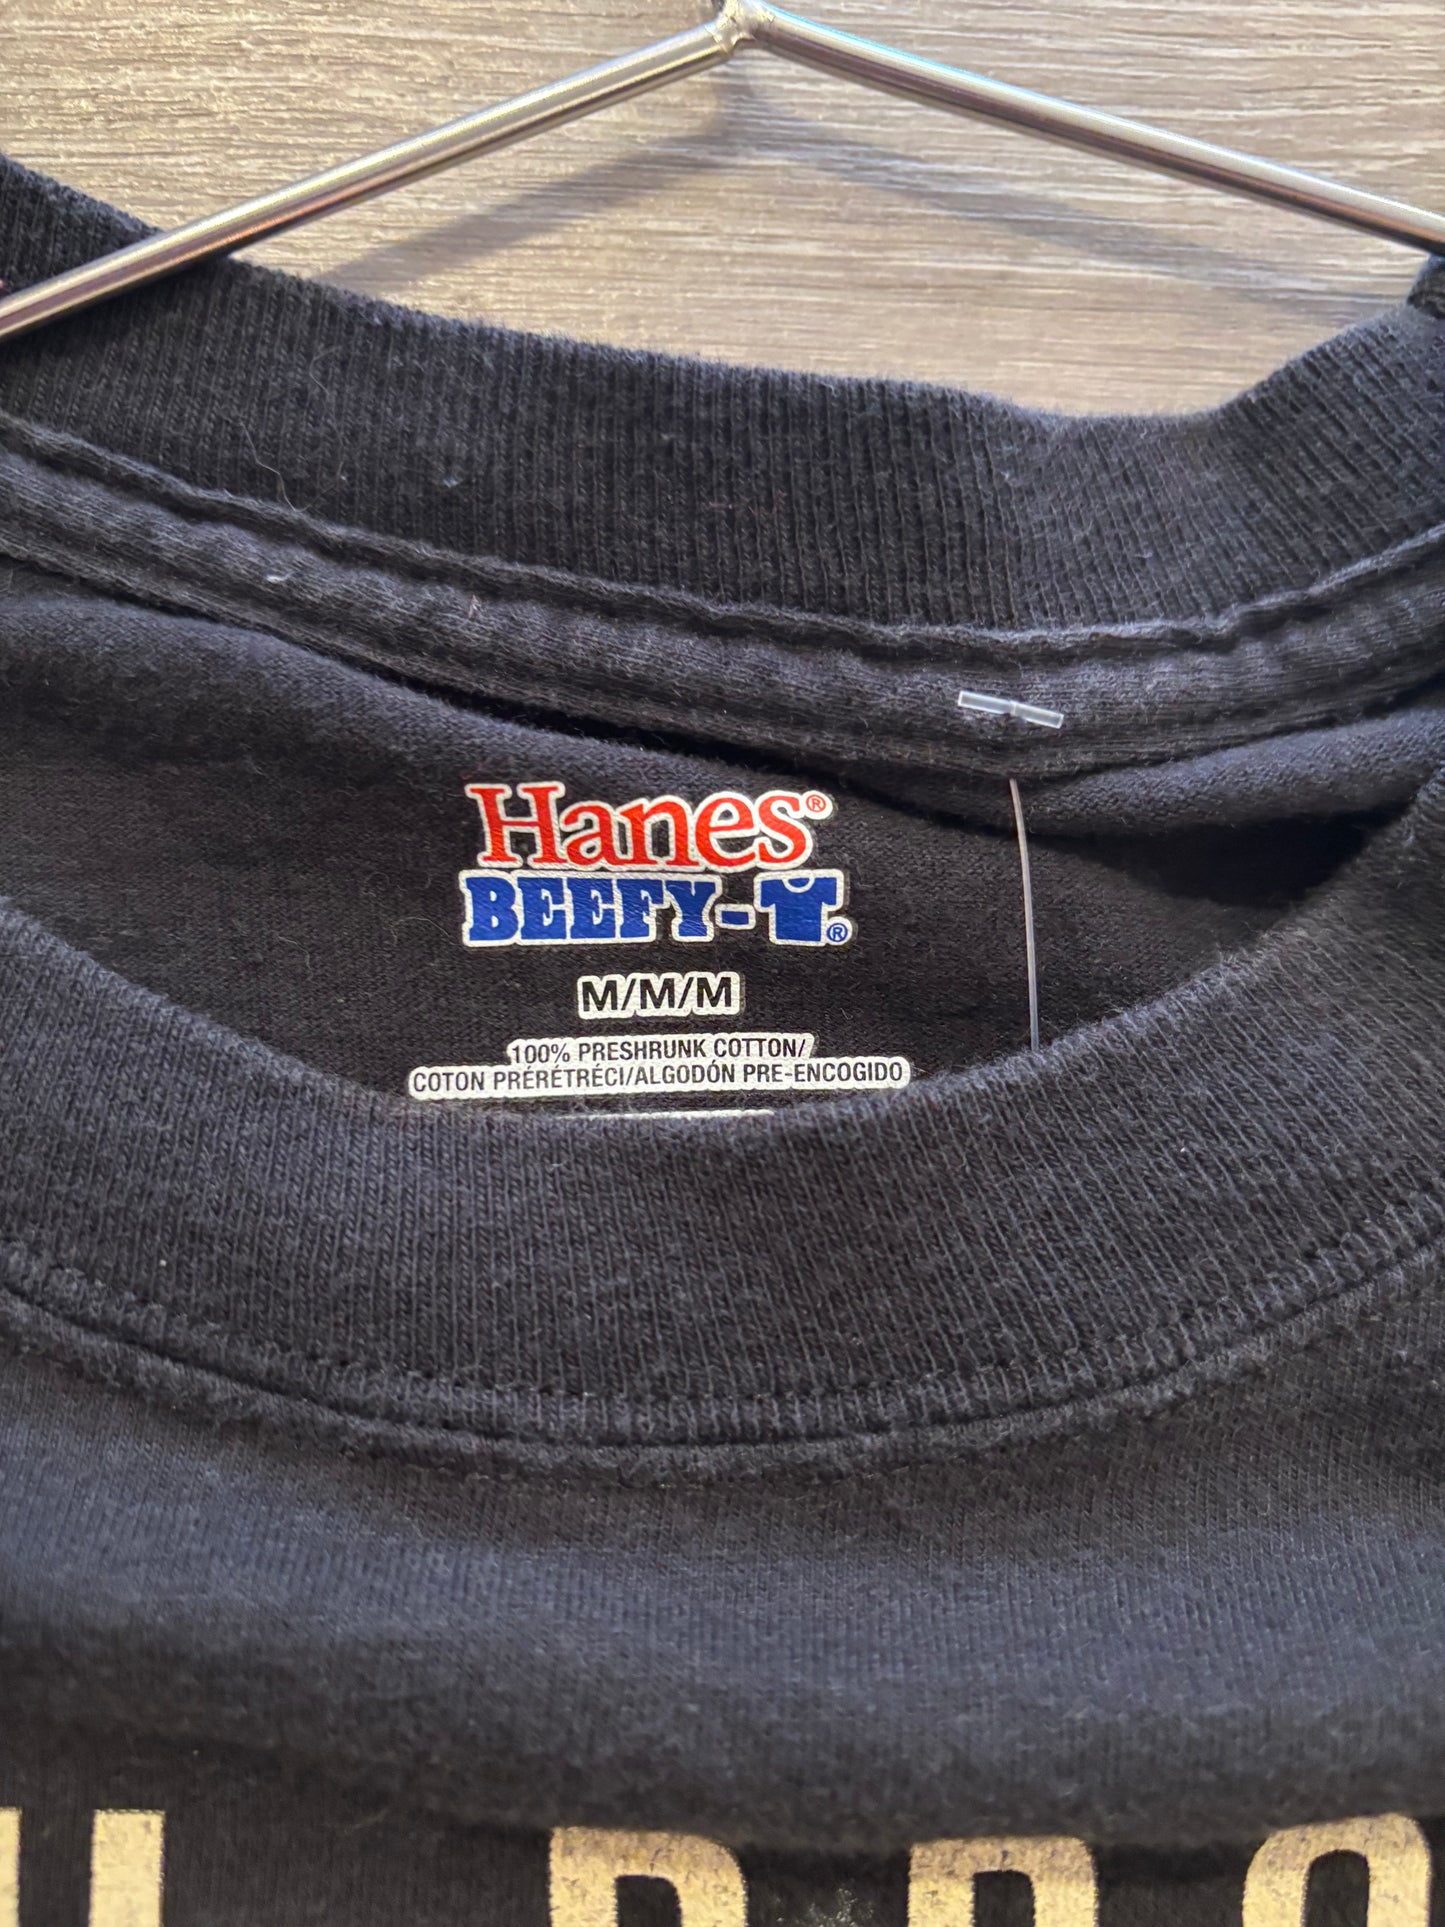 Hanes®
BEEFY-T®
M/M/M
100% PRESHRUNK COTTON/
COTON PRÉRÉTRÉCI/ALGODÓN PRE-ENCOGIDO